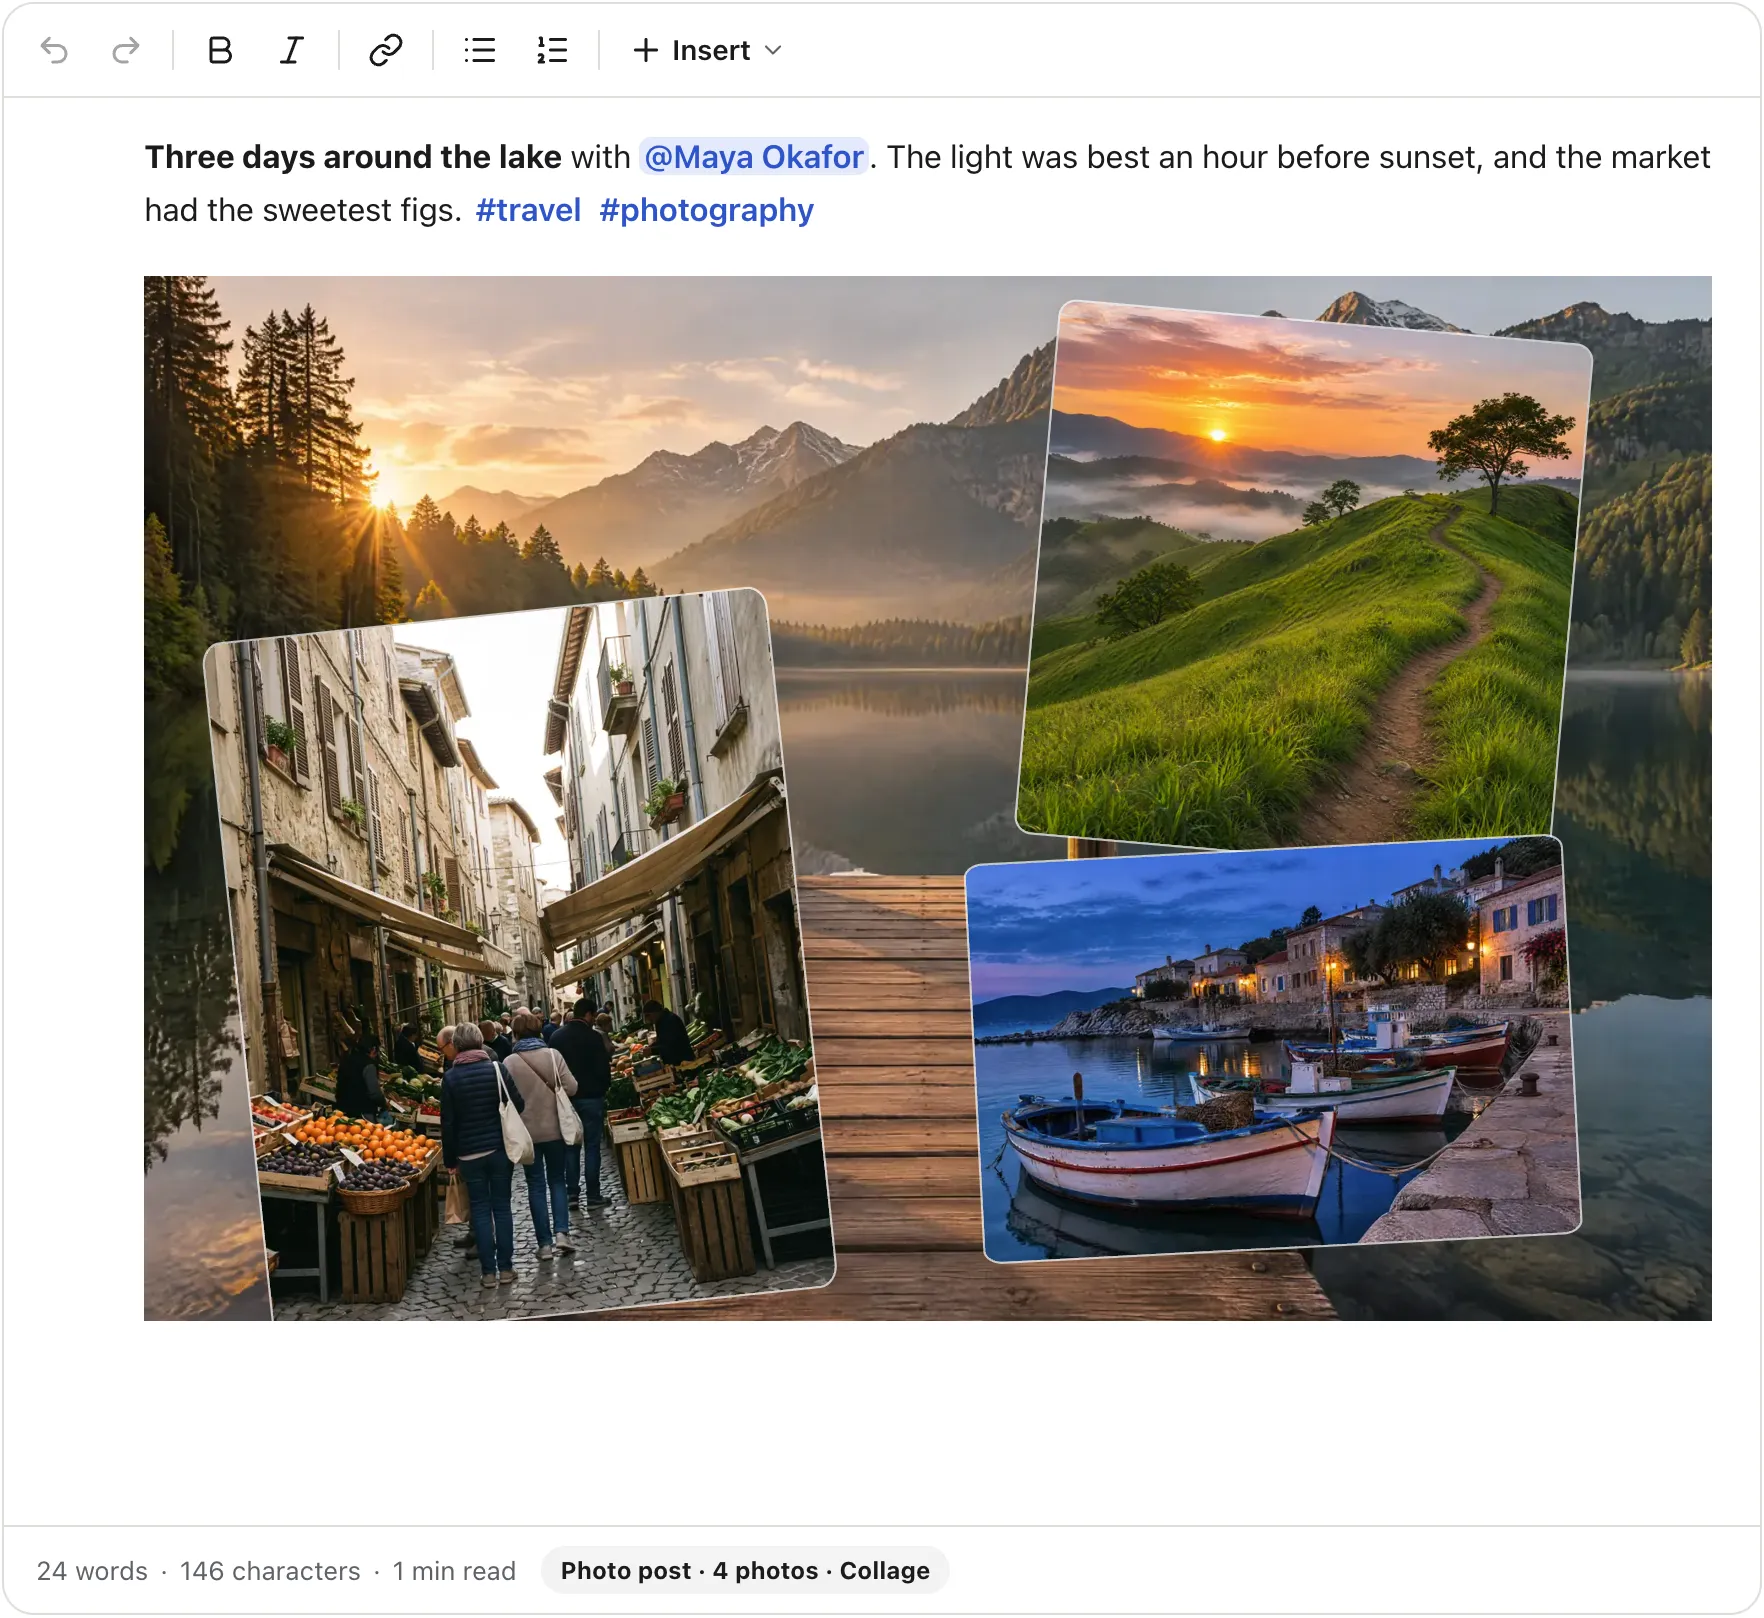 Insert
Three days around the lake with @Maya Okafor. The light was best an hour before sunset, and the market
had the sweetest figs. #travel #photography
24 words · 146 characters · 1 min read Photo post · 4 photos · Collage